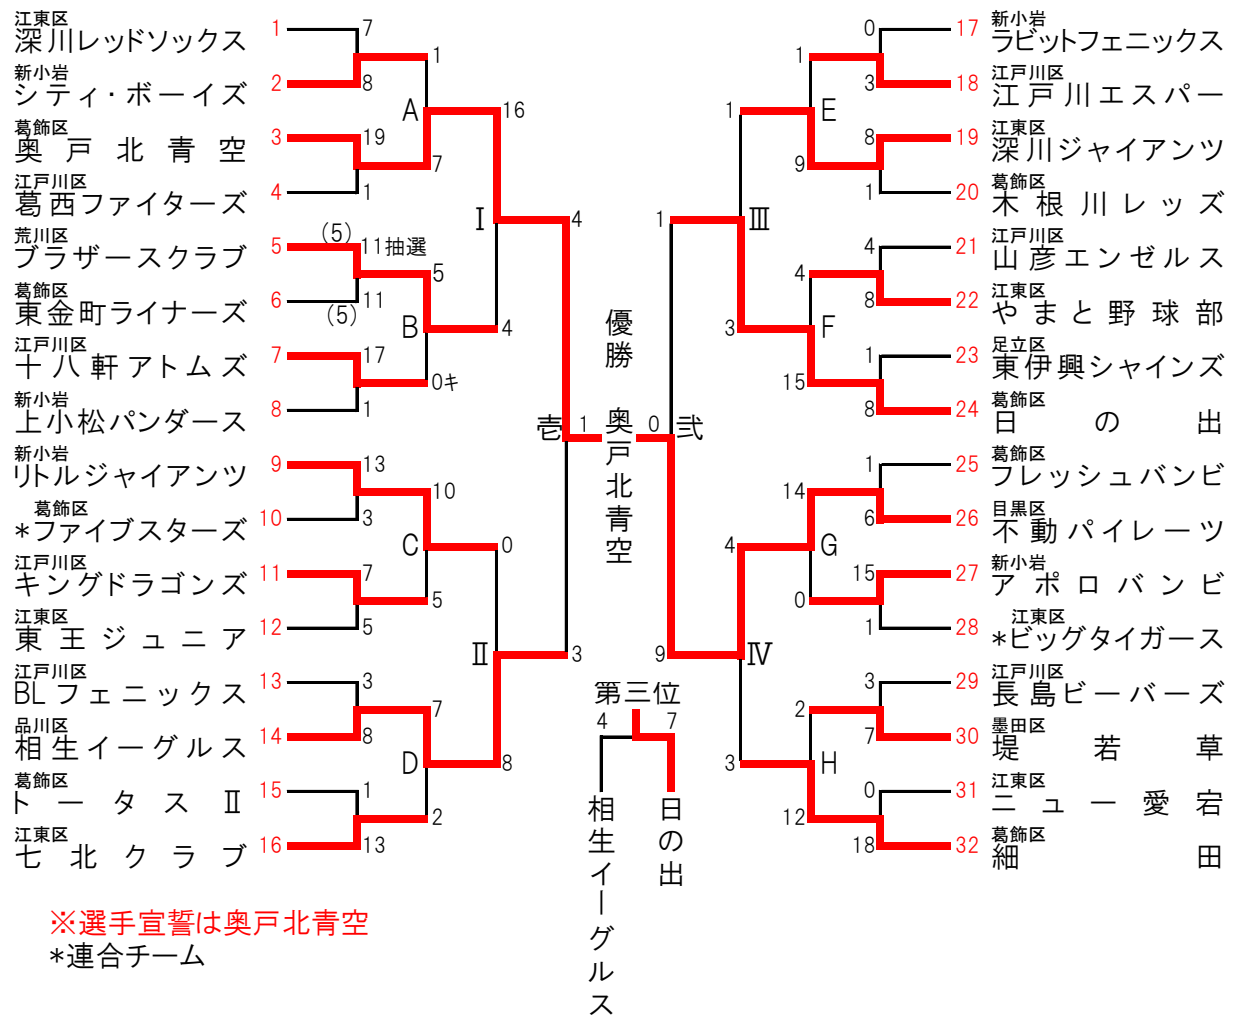 江東区
深川レッドソックス 1 7
新小岩
シティ・ボーイズ 2 8
1
A 16
葛飾区
奥戸北青空 3 19
7
江戸川区
葛西ファイターズ 4 1
Ⅰ 4
荒川区
ブラザースクラブ 5 (5) 11抽選
5
葛飾区
東金町ライナーズ 6 11 (5)
B 4
江戸川区
十八軒アトムズ 7 17
0キ
新小岩
上小松パンダース 8 1
壱 1
新小岩
リトルジャイアンツ 9 13
10
葛飾区
*ファイブスターズ 10 3
C 0
江戸川区
キングドラゴンズ 11 7
5
江東区
東王ジュニア 12 5
Ⅱ 3
江戸川区
BLフェニックス 13 3
7
品川区
相生イーグルス 14 8
D 8
葛飾区
トータスⅡ 15 1
2
江東区
七北クラブ 16 13
優勝 奥戸北青空
第三位
4 7
相生イーグルス
日の出
0 17 新小岩
ラビットフェニックス
1
3 18 江戸川区
江戸川エスパー
1 E
8 19 江東区
深川ジャイアンツ
9
1 20 葛飾区
木根川レッズ
1 Ⅲ
4 21 江戸川区
山彦エンゼルス
4
8 22 江東区
やまと野球部
3 F
1 23 足立区
東伊興シャインズ
15
8 24 葛飾区
日の出
0 弐
1 25 葛飾区
フレッシュバンビ
14
6 26 目黒区
不動パイレーツ
4 G
15 27 新小岩
アポロバンビ
0
1 28 江東区
*ビッグタイガース
9 Ⅳ
3 29 江戸川区
長島ビーバーズ
2
7 30 墨田区
堤若草
3 H
0 31 江東区
ニュー愛宕
12
18 32 葛飾区
細田
※選手宣誓は奥戸北青空
*連合チーム